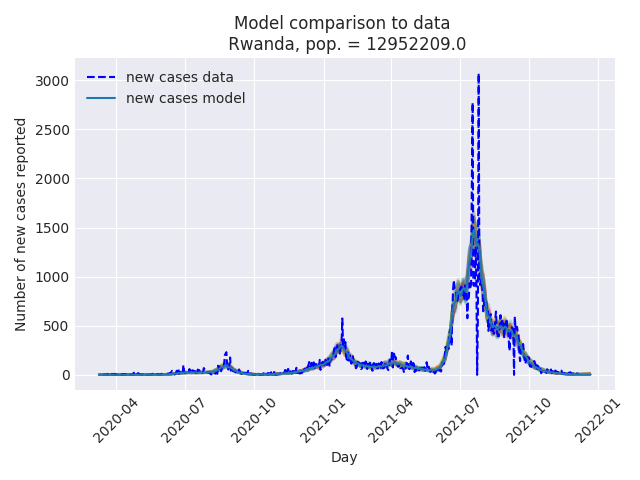 Model comparison to data
Rwanda, pop. = 12952209.0
new cases data
new cases model
Number of new cases reported
3000
2500
2000
1500
1000
500
0
2020-04
2020-07
2020-10
2021-01
2021-04
2021-07
2021-10
2022-01
Day